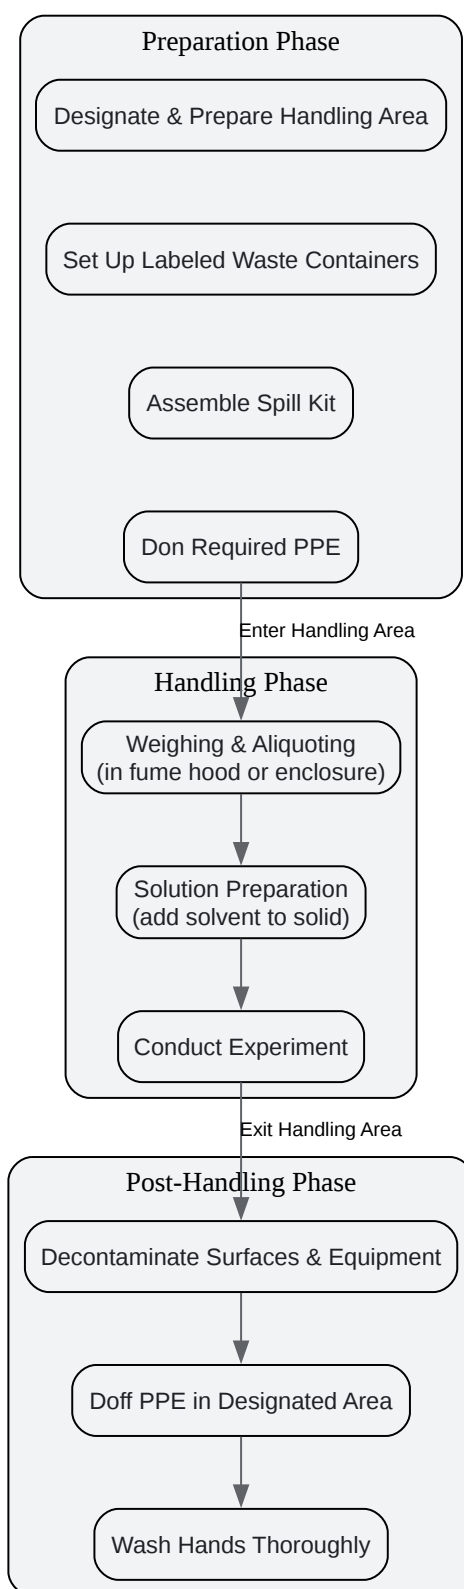 Preparation Phase
Designate & Prepare Handling Area
Set Up Labeled Waste Containers
Assemble Spill Kit
Don Required PPE
Enter Handling Area
Handling Phase
Weighing & Aliquoting
(in fume hood or enclosure)
Solution Preparation
(add solvent to solid)
Conduct Experiment
Exit Handling Area
Post-Handling Phase
Decontaminate Surfaces & Equipment
Doff PPE in Designated Area
Wash Hands Thoroughly